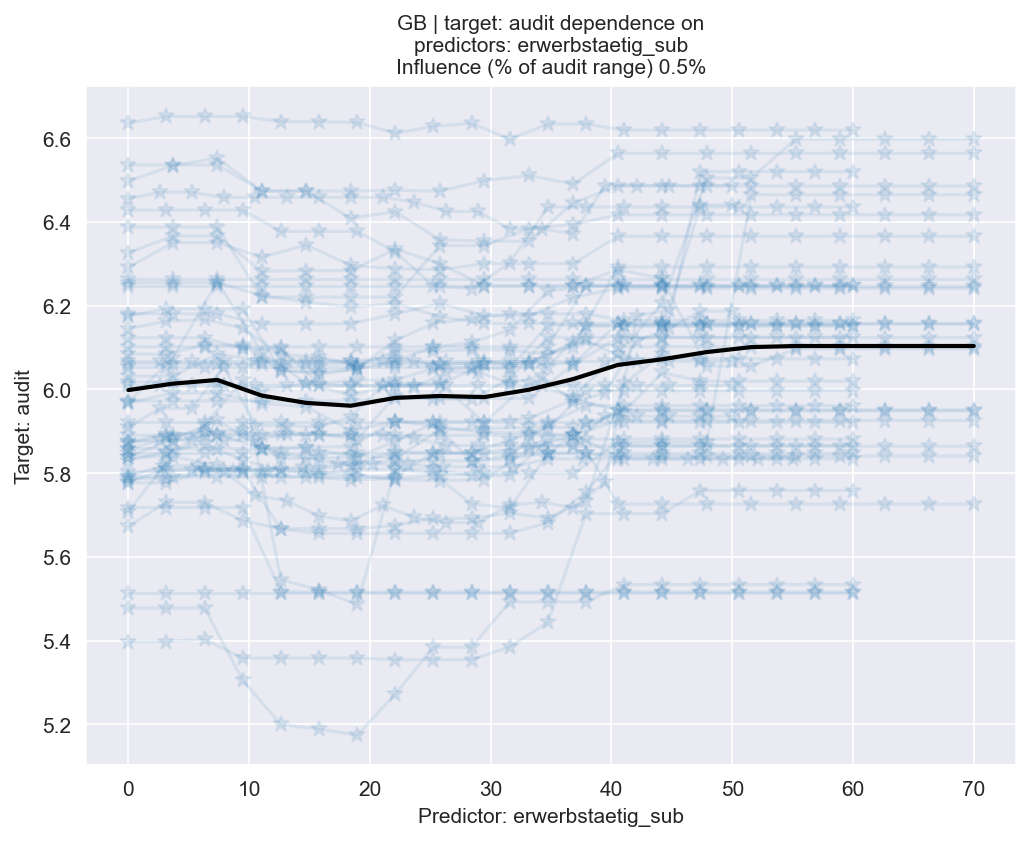 GB | target: audit dependence on
predictors: erwerbstaetig_sub
Influence (% of audit range) 0.5%
6.6
6.4
6.2
6.0
5.8
5.6
5.4
5.2
Target: audit
0 10 20 30 40 50 60 70
Predictor: erwerbstaetig_sub